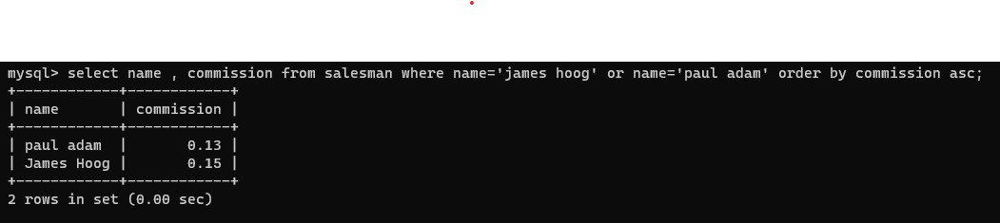 mysql> select name , commission from salesman where name='james hoog' or name='paul adam' order by commission asc;
+------------+------------+
| name       | commission |
+------------+------------+
| paul adam  |       0.13 |
| James Hoog |       0.15 |
+------------+------------+
2 rows in set (0.00 sec)